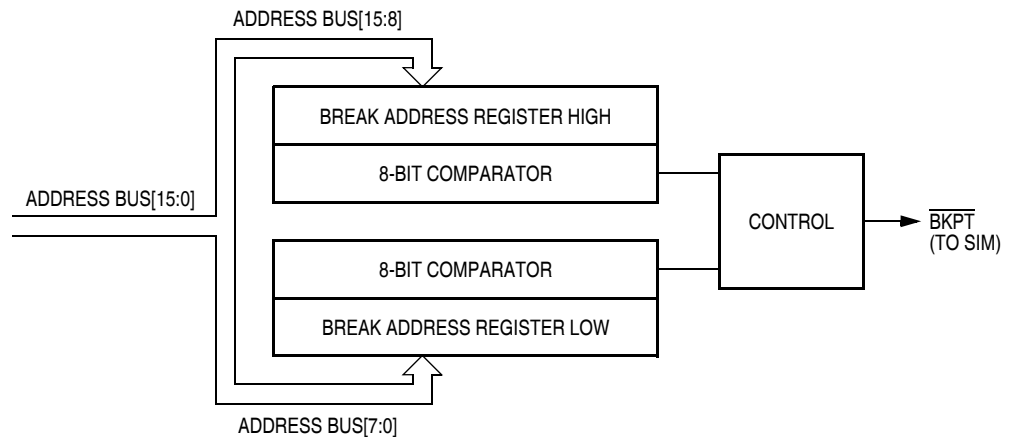 ADDRESS BUS[15:8]
BREAK ADDRESS REGISTER HIGH
8-BIT COMPARATOR
ADDRESS BUS[15:0]
CONTROL
BKPT
(TO SIM)
8-BIT COMPARATOR
BREAK ADDRESS REGISTER LOW
ADDRESS BUS[7:0]